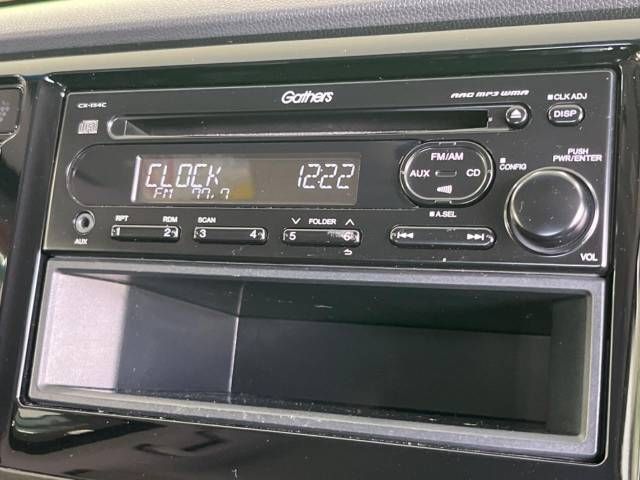 Gathers
AAC MP3 WMA
CX-154C
CLK ADJ
DISP
CLOCK 12:22
FM 77.7
FM/AM
AUX CD
CONFIG
A.SEL
PUSH
PWR/ENTER
VOL
AUX
RPT RDM SCAN FOLDER
1 2 3 4 5 6